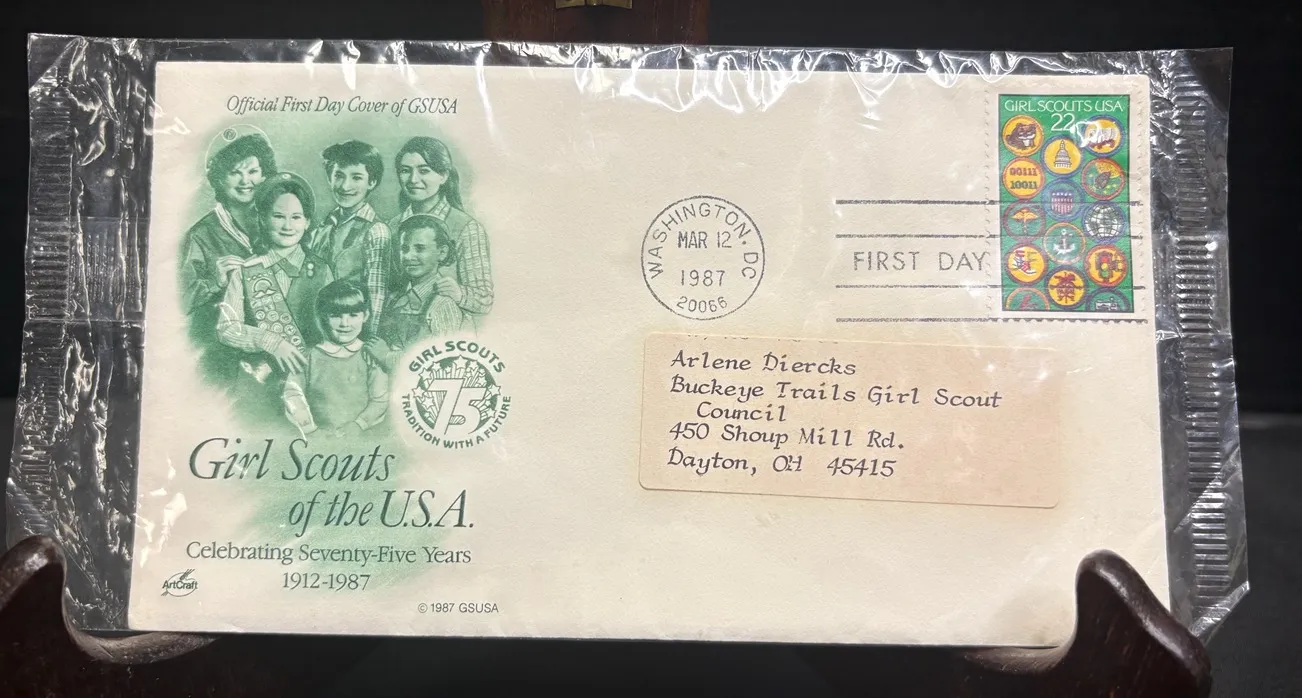 Official First Day Cover of GSUSA
GIRL SCOUTS
75
TRADITION WITH A FUTURE
Girl Scouts
of the U.S.A.
Celebrating Seventy-Five Years
1912-1987
ArtCraft
© 1987 GSUSA
WASHINGTON, DC
MAR 12
1987
20066
FIRST DAY
GIRL SCOUTS USA
22
00111
10011
Arlene Diercks
Buckeye Trails Girl Scout
Council
450 Shoup Mill Rd.
Dayton, OH 45415